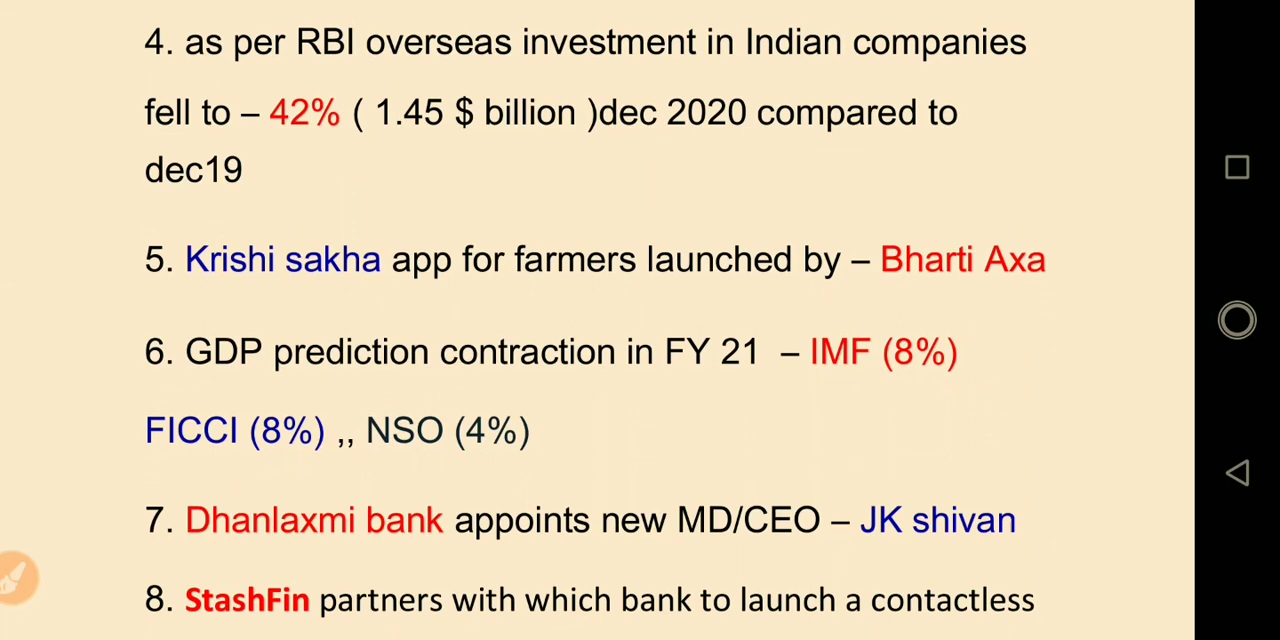 4. as per RBI overseas investment in Indian companies
fell to – 42% ( 1.45 $ billion )dec 2020 compared to
dec19
5. Krishi sakha app for farmers launched by – Bharti Axa
6. GDP prediction contraction in FY 21 – IMF (8%)
FICCI (8%) ,, NSO (4%)
7. Dhanlaxmi bank appoints new MD/CEO – JK shivan
8. StashFin partners with which bank to launch a contactless